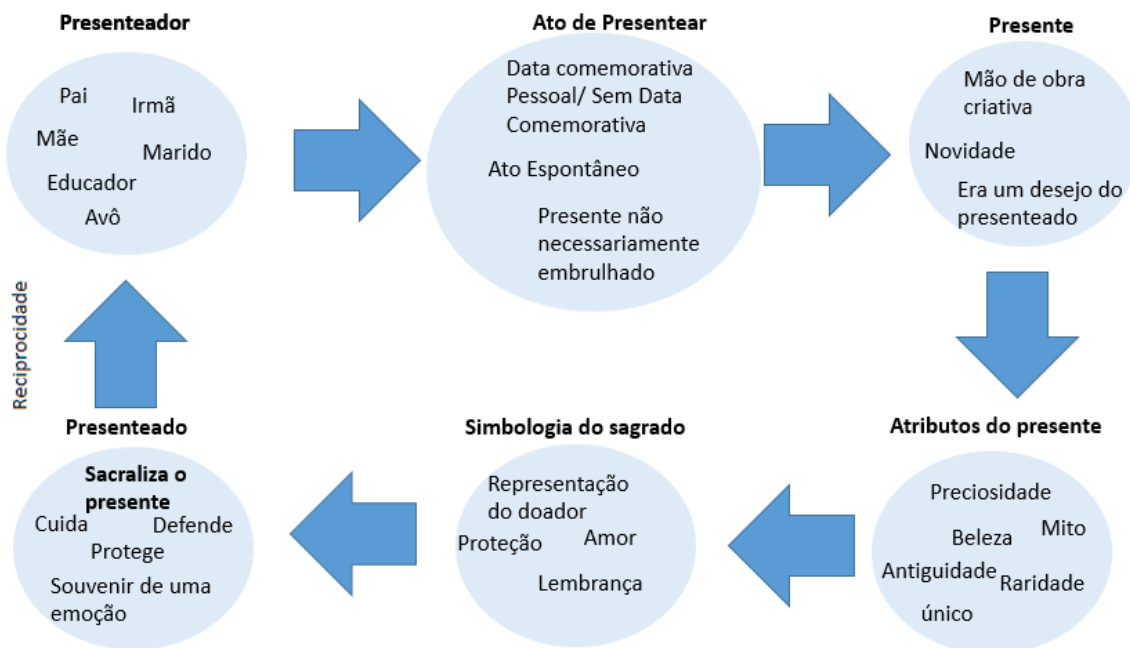 Presenteador
Pai
Irmã
Mãe
Marido
Educador
Avô
Ato de Presentear
Data comemorativa
Pessoal/ Sem Data
Comemorativa
Ato Espontâneo
Presente não
necessariamente
embrulhado
Presente
Mão de obra
criativa
Novidade
Era um desejo do
presenteado
Atributos do presente
Preciosidade
Mito
Beleza
Antiguidade
Raridade
único
Simbologia do sagrado
Representação
do doador
Proteção
Amor
Lembrança
Presenteado
Sacraliza o
presente
Cuida
Defende
Protege
Souvenir de uma
emoção
Reciprocidade